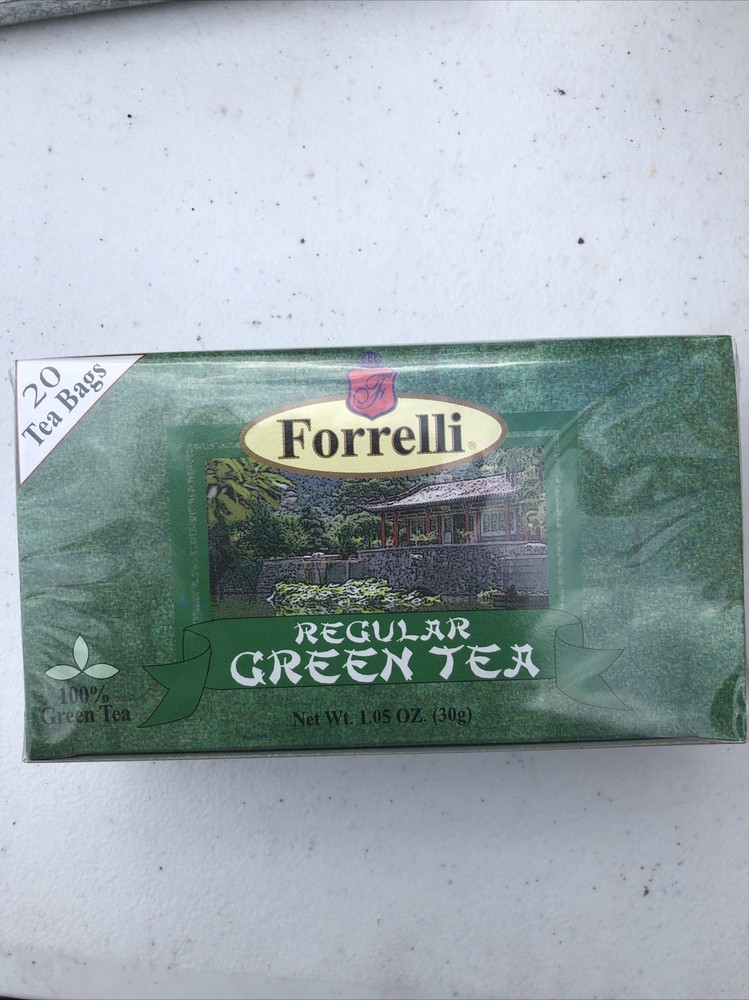 20
Tea Bags
F
Forrelli®
REGULAR
GREEN TEA
100%
Green Tea
Net Wt. 1.05 OZ. (30g)